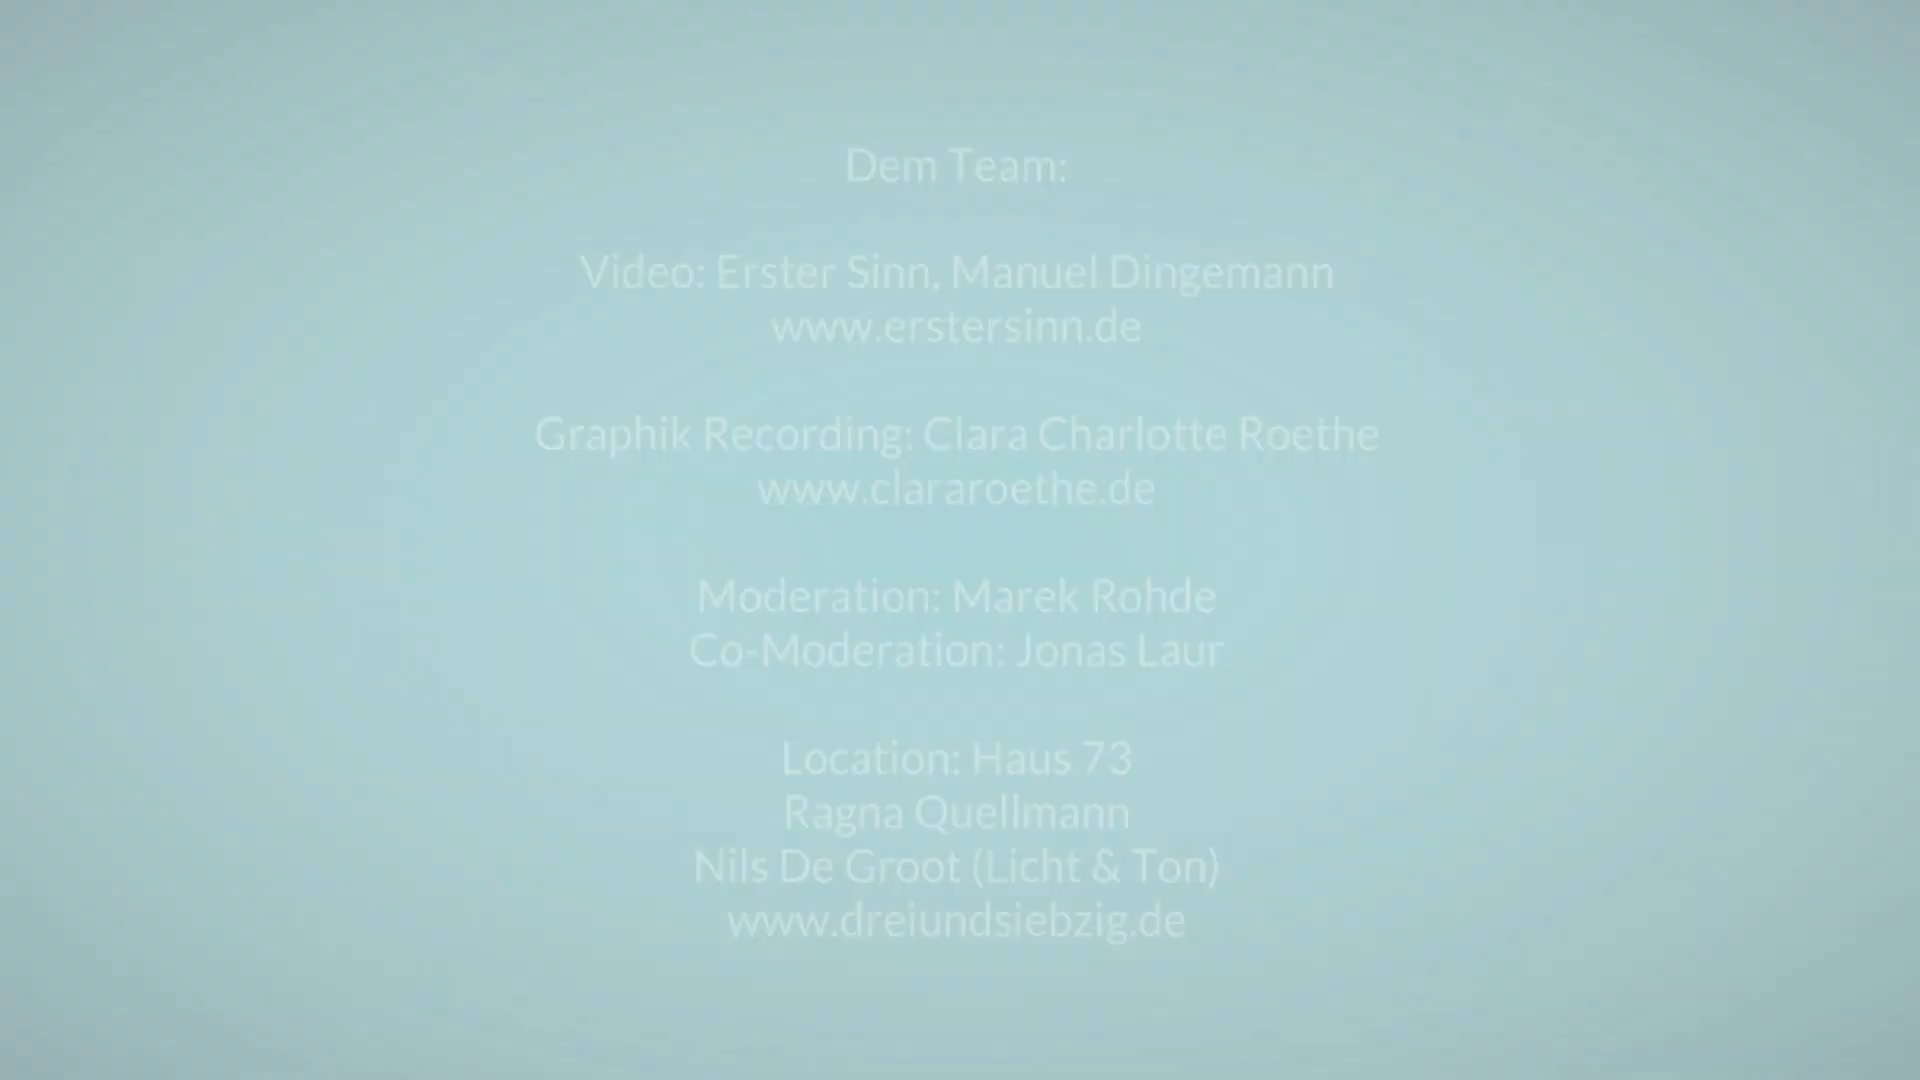 Dem Team:
Video: Erster Sinn, Manuel Dingemann
www.erstersinn.de
Graphik Recording: Clara Charlotte Roethe
www.clararoethe.de
Moderation: Marek Rohde
Co-Moderation: Jonas Laur
Location: Haus 73
Ragna Quellmann
Nils De Groot (Licht & Ton)
www.dreiundsiebzig.de